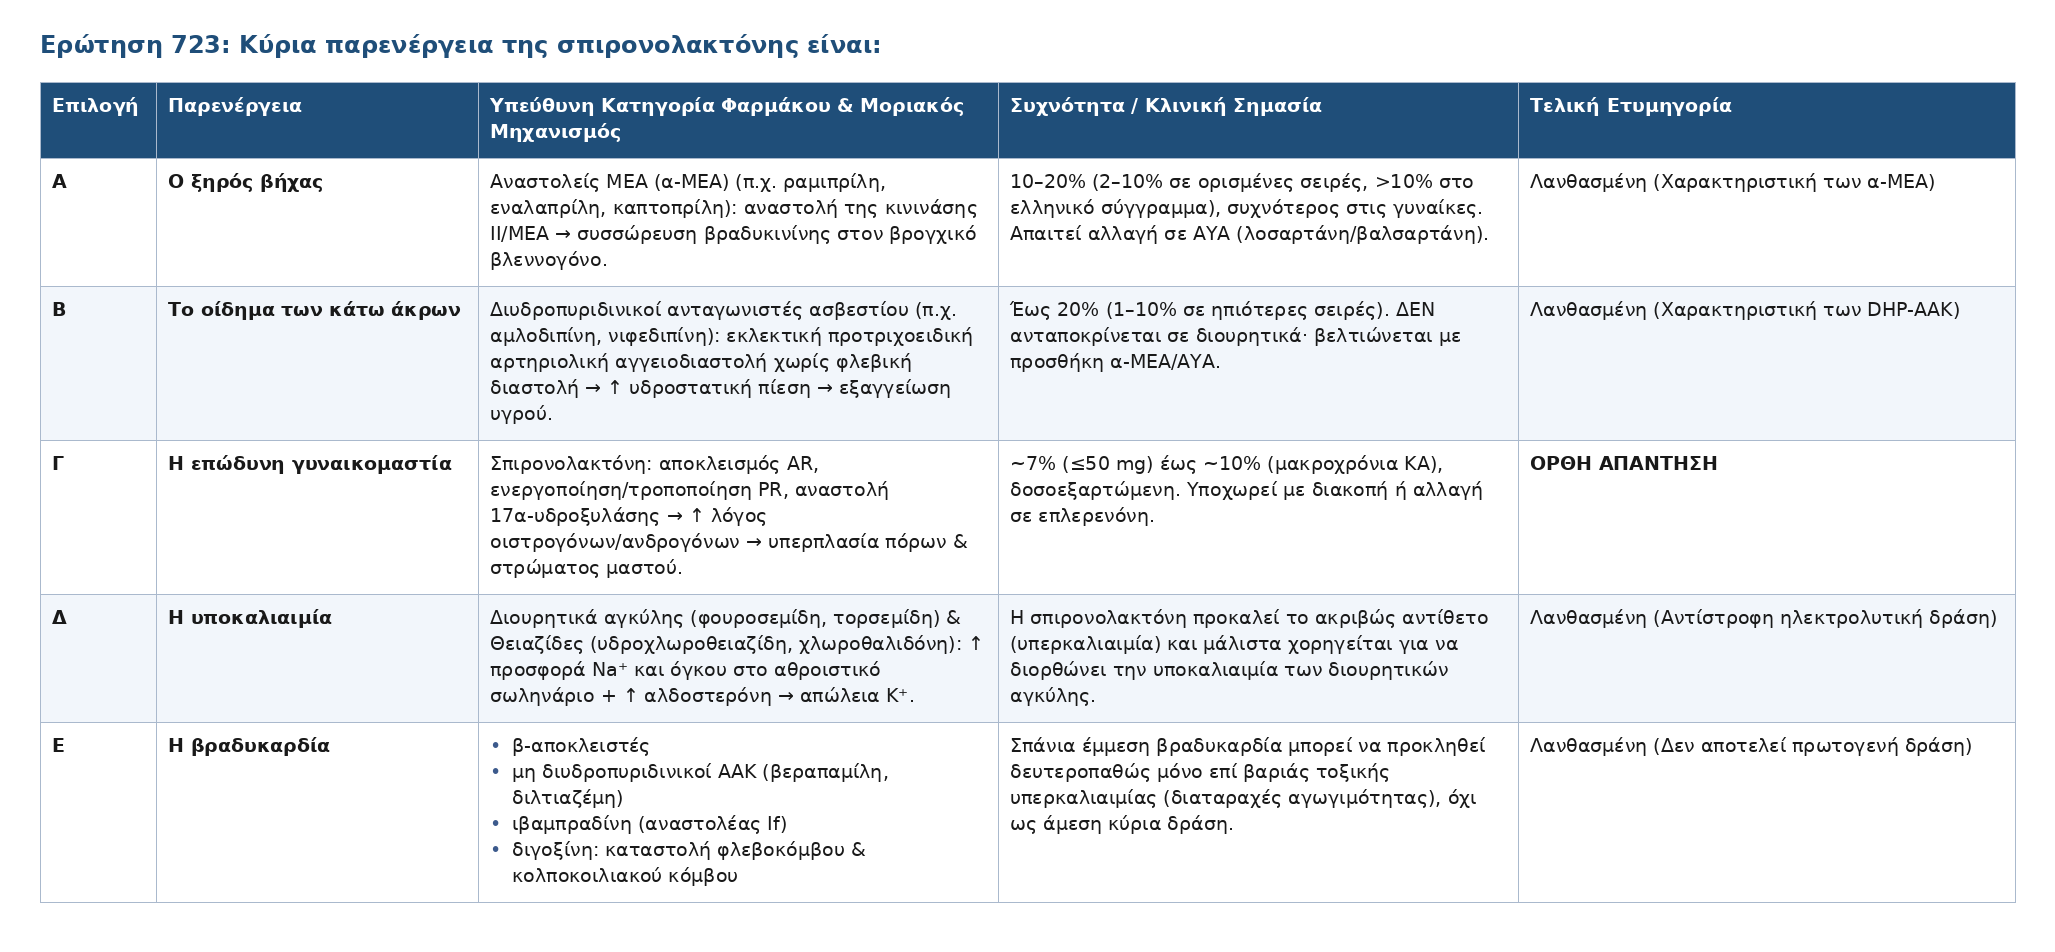 Ερώτηση 723: Κύρια παρενέργεια της σπιρονολακτόνης είναι:
Επιλογή
Παρενέργεια
Υπεύθυνη Κατηγορία Φαρμάκου & Μοριακός
Μηχανισμός
Συχνότητα / Κλινική Σημασία
Τελική Ετυμηγορία
Α
Ο ξηρός βήχας
Αναστολείς ΜΕΑ (α-ΜΕΑ) (π.χ. ραμιπρίλη,
εναλαπρίλη, καπτοπρίλη): αναστολή της κινινάσης
ΙΙ/ΜΕΑ → συσσώρευση βραδυκινίνης στον βρογχικό
βλεννογόνο.
10–20% (2–10% σε ορισμένες σειρές, >10% στο
ελληνικό σύγγραμμα), συχνότερος στις γυναίκες.
Απαιτεί αλλαγή σε ΑΥΑ (λοσαρτάνη/βαλσαρτάνη).
Λανθασμένη (Χαρακτηριστική των α-ΜΕΑ)
Β
Το οίδημα των κάτω άκρων
Διυδροπυριδινικοί ανταγωνιστές ασβεστίου (π.χ.
αμλοδιπίνη, νιφεδιπίνη): εκλεκτική προτριχοειδική
αρτηριολική αγγειοδιαστολή χωρίς φλεβική
διαστολή → ↑ υδροστατική πίεση → εξαγγείωση
υγρού.
Έως 20% (1–10% σε ηπιότερες σειρές). ΔΕΝ
ανταποκρίνεται σε διουρητικά· βελτιώνεται με
προσθήκη α-ΜΕΑ/ΑΥΑ.
Λανθασμένη (Χαρακτηριστική των DHP-ΑΑΚ)
Γ
Η επώδυνη γυναικομαστία
Σπιρονολακτόνη: αποκλεισμός AR,
ενεργοποίηση/τροποποίηση PR, αναστολή
17α-υδροξυλάσης → ↑ λόγος
οιστρογόνων/ανδρογόνων → υπερπλασία πόρων &
στρώματος μαστού.
~7% (≤50 mg) έως ~10% (μακροχρόνια ΚΑ),
δοσοεξαρτώμενη. Υποχωρεί με διακοπή ή αλλαγή
σε επλερενόνη.
ΟΡΘΗ ΑΠΑΝΤΗΣΗ
Δ
Η υποκαλιαιμία
Διουρητικά αγκύλης (φουροσεμίδη, τορσεμίδη) &
Θειαζίδες (υδροχλωροθειαζίδη, χλωροθαλιδόνη): ↑
προσφορά Na⁺ και όγκου στο αθροιστικό
σωληνάριο + ↑ αλδοστερόνη → απώλεια K⁺.
Η σπιρονολακτόνη προκαλεί το ακριβώς αντίθετο
(υπερκαλιαιμία) και μάλιστα χορηγείται για να
διορθώνει την υποκαλιαιμία των διουρητικών
αγκύλης.
Λανθασμένη (Αντίστροφη ηλεκτρολυτική δράση)
Ε
Η βραδυκαρδία
• β-αποκλειστές
• μη διυδροπυριδινικοί ΑΑΚ (βεραπαμίλη,
διλτιαζέμη)
• ιβαμπραδίνη (αναστολέας If)
• διγοξίνη: καταστολή φλεβοκόμβου &
κολποκοιλιακού κόμβου
Σπάνια έμμεση βραδυκαρδία μπορεί να προκληθεί
δευτεροπαθώς μόνο επί βαριάς τοξικής
υπερκαλιαιμίας (διαταραχές αγωγιμότητας), όχι
ως άμεση κύρια δράση.
Λανθασμένη (Δεν αποτελεί πρωτογενή δράση)